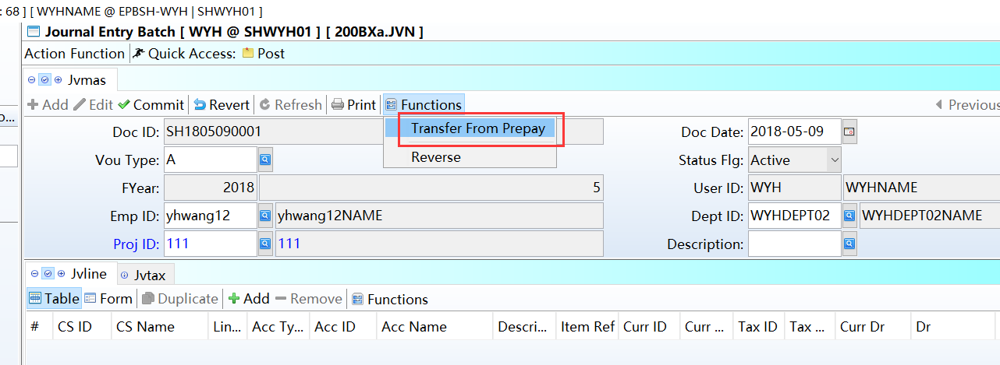 : 68 ] [ WYHNAME @ EPBSH-WYH | SHWYH01 ]
Journal Entry Batch [ WYH @ SHWYH01 ] [ 200BXa.JVN ]
Action Function Quick Access: Post
Jvmas
Add Edit Commit Revert Refresh Print Functions Previous
o...
Transfer From Prepay
Reverse
Doc ID: SH1805090001 Doc Date: 2018-05-09
Vou Type: A Status Flg: Active
FYear: 2018 5 User ID: WYH WYHNAME
Emp ID: yhwang12 yhwang12NAME Dept ID: WYHDEPT02 WYHDEPT02NAME
Proj ID: 111 111 Description:
Jvline Jvtax
Table Form Duplicate Add Remove Functions
# CS ID CS Name Lin... Acc Ty... Acc ID Acc Name Descri... Item Ref Curr ID Curr ... Tax ID Tax ... Curr Dr Dr